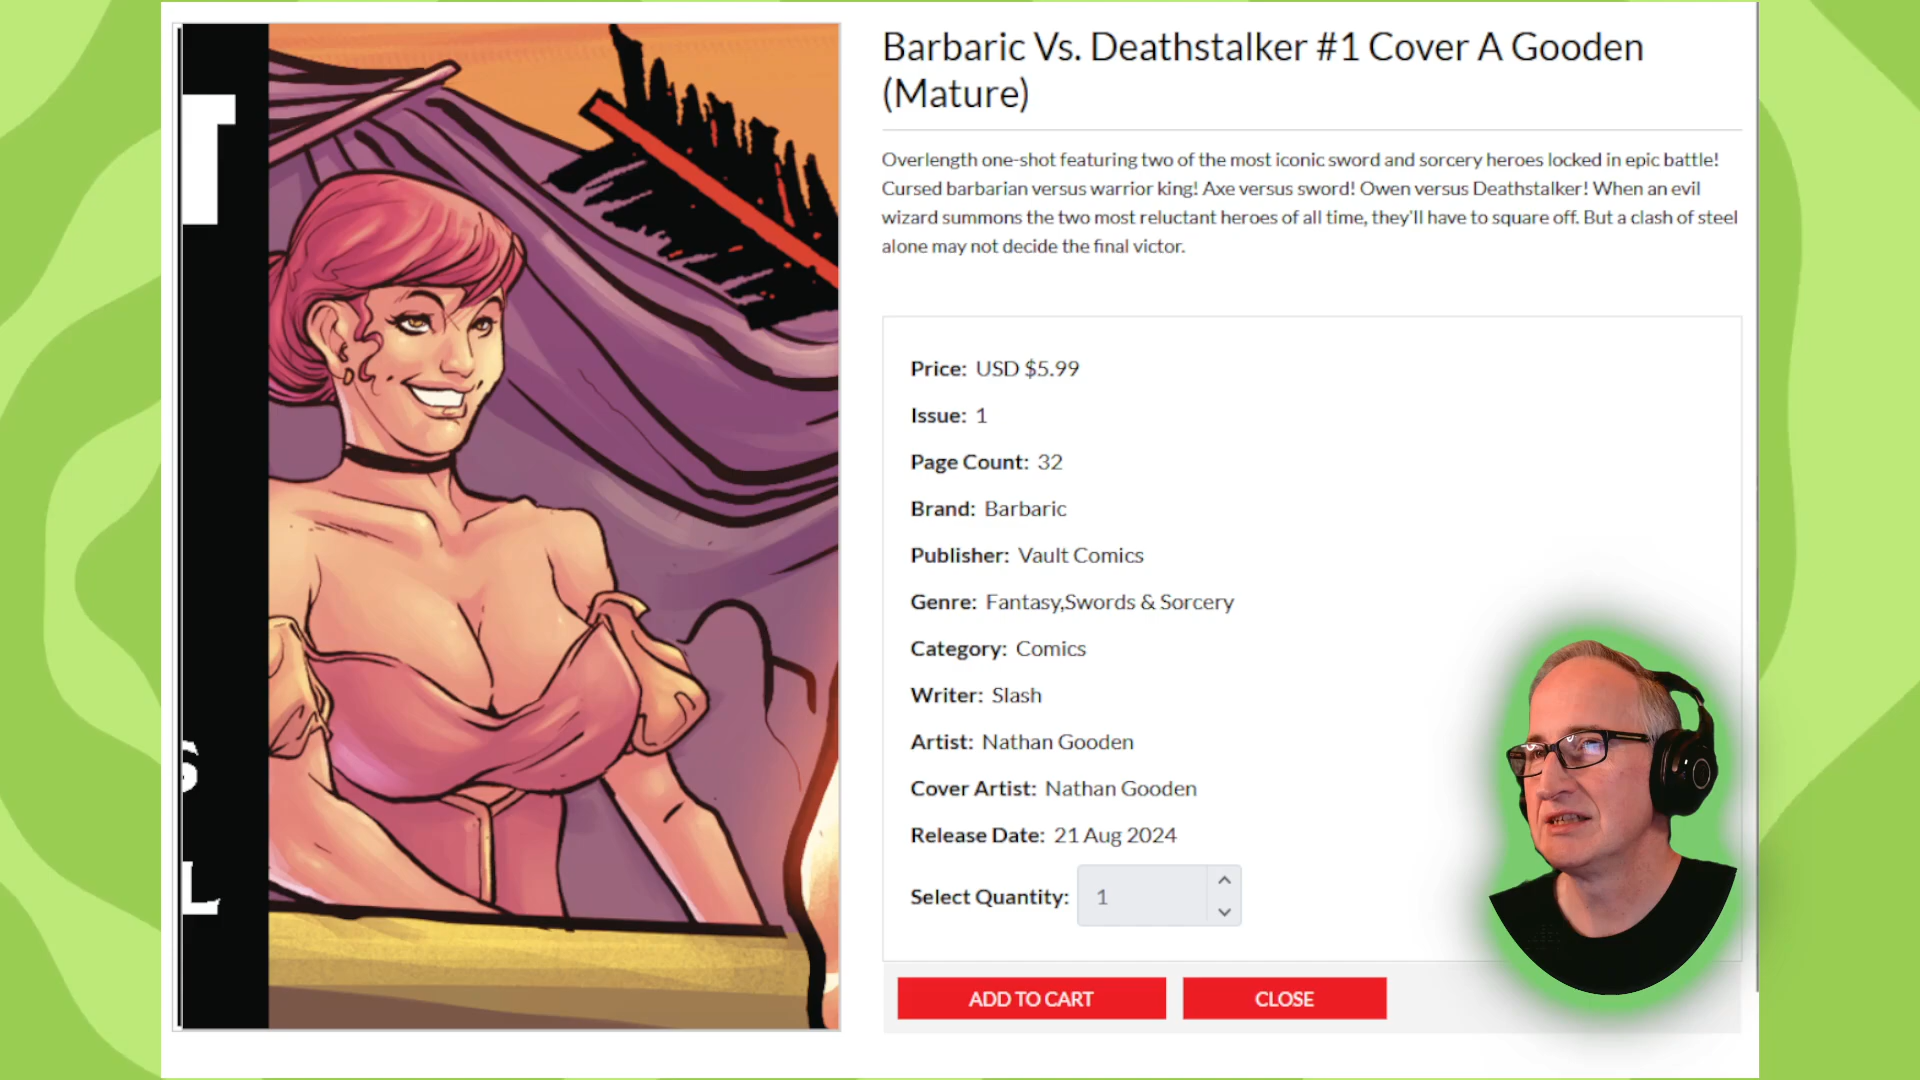 T
S
L
Barbaric Vs. Deathstalker #1 Cover A Gooden
(Mature)
Overlength one-shot featuring two of the most iconic sword and sorcery heroes locked in epic battle!
Cursed barbarian versus warrior king! Axe versus sword! Owen versus Deathstalker! When an evil
wizard summons the two most reluctant heroes of all time, they'll have to square off. But a clash of steel
alone may not decide the final victor.
Price: USD $5.99
Issue: 1
Page Count: 32
Brand: Barbaric
Publisher: Vault Comics
Genre: Fantasy,Swords & Sorcery
Category: Comics
Writer: Slash
Artist: Nathan Gooden
Cover Artist: Nathan Gooden
Release Date: 21 Aug 2024
Select Quantity: 1
ADD TO CART CLOSE